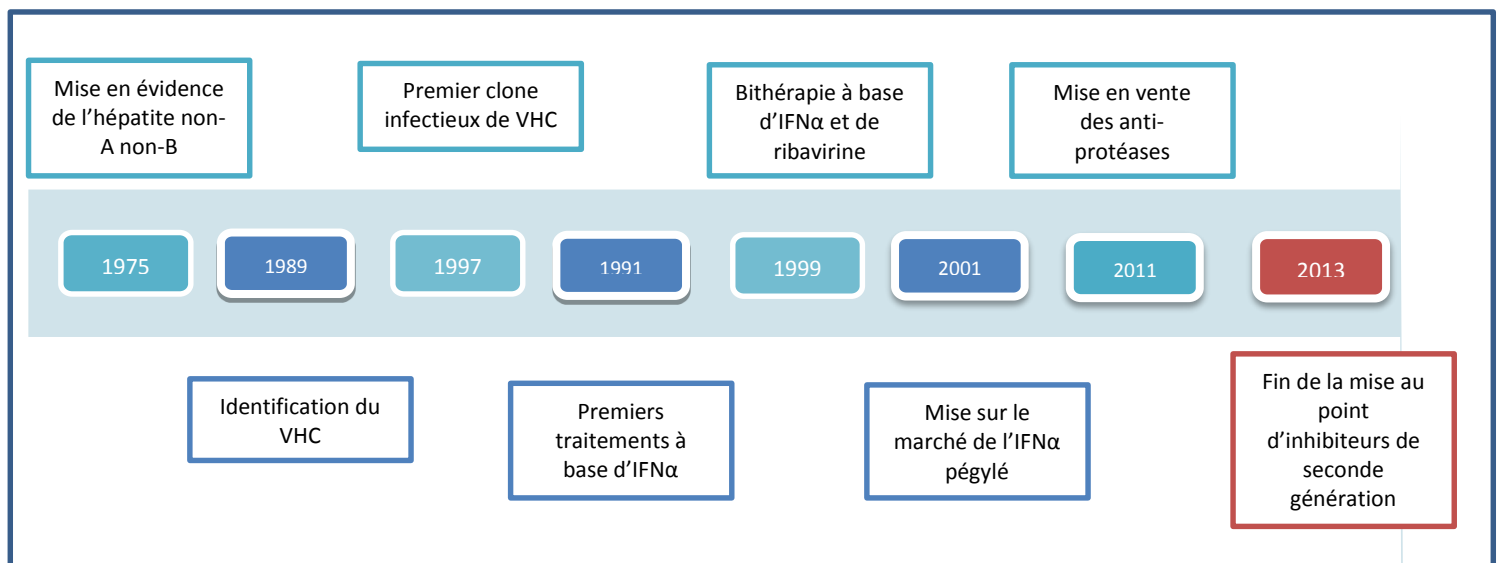 Mise en évidence
de l’hépatite non-
A non-B
Premier clone
infectieux de VHC
Bithérapie à base
d’IFNα et de
ribavirine
Mise en vente
des anti-
protéases
1975
1989
1997
1991
1999
2001
2011
2013
Identification du
VHC
Premiers
traitements à
base d’IFNα
Mise sur le
marché de l’IFNα
pégylé
Fin de la mise au
point
d’inhibiteurs de
seconde
génération